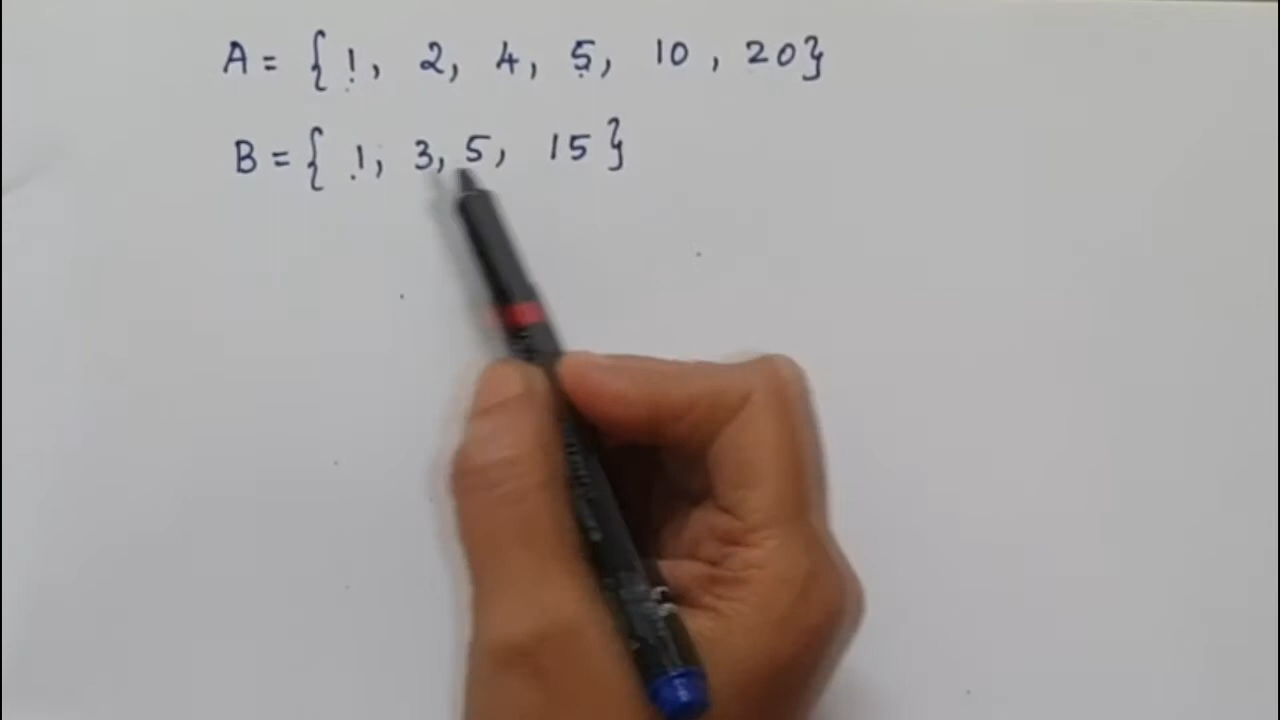 A = { 1, 2, 4, 5, 10, 20}
B = { 1, 3, 5, 15}